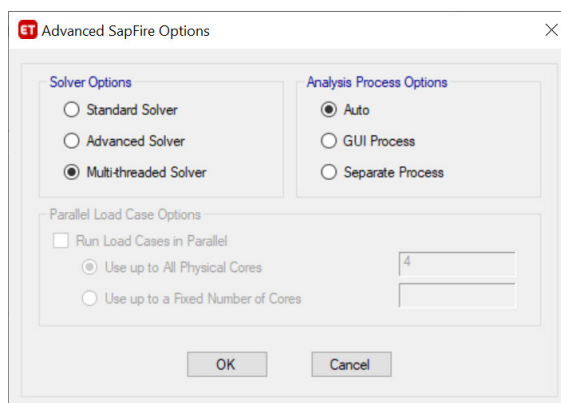 ET Advanced SapFire Options
Solver Options
Standard Solver
Advanced Solver
Multi-threaded Solver
Analysis Process Options
Auto
GUI Process
Separate Process
Parallel Load Case Options
Run Load Cases in Parallel
Use up to All Physical Cores
4
Use up to a Fixed Number of Cores
OK
Cancel